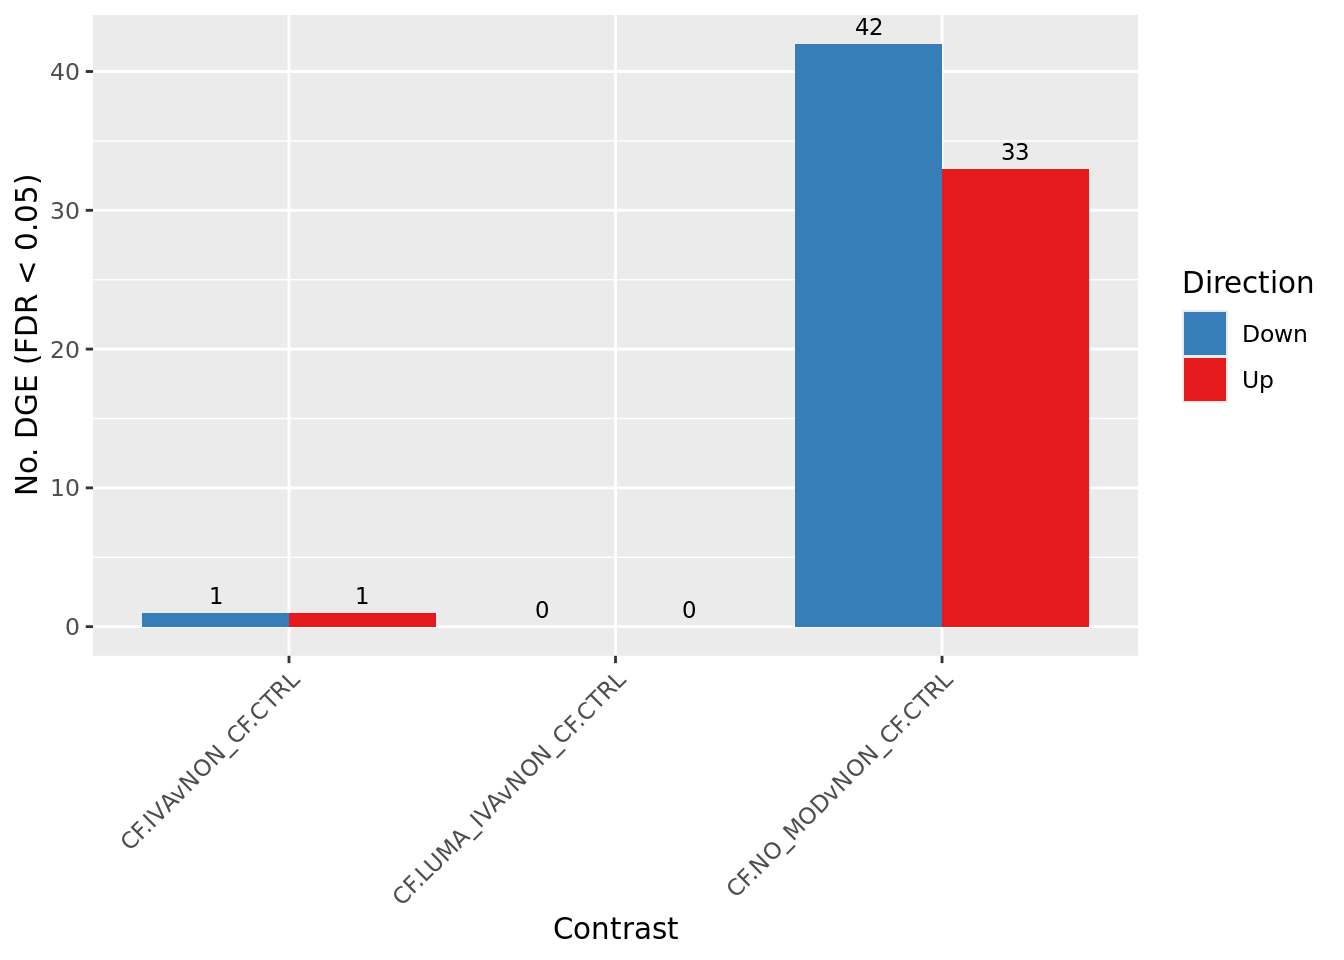 42
33
1
1
0
0
40
30
20
10
0
No. DGE (FDR < 0.05)
CF.IVAvNON_CF.CTRL
CF.LUMA_IVAvNON_CF.CTRL
CF.NO_MODvNON_CF.CTRL
Contrast
Direction
Down
Up